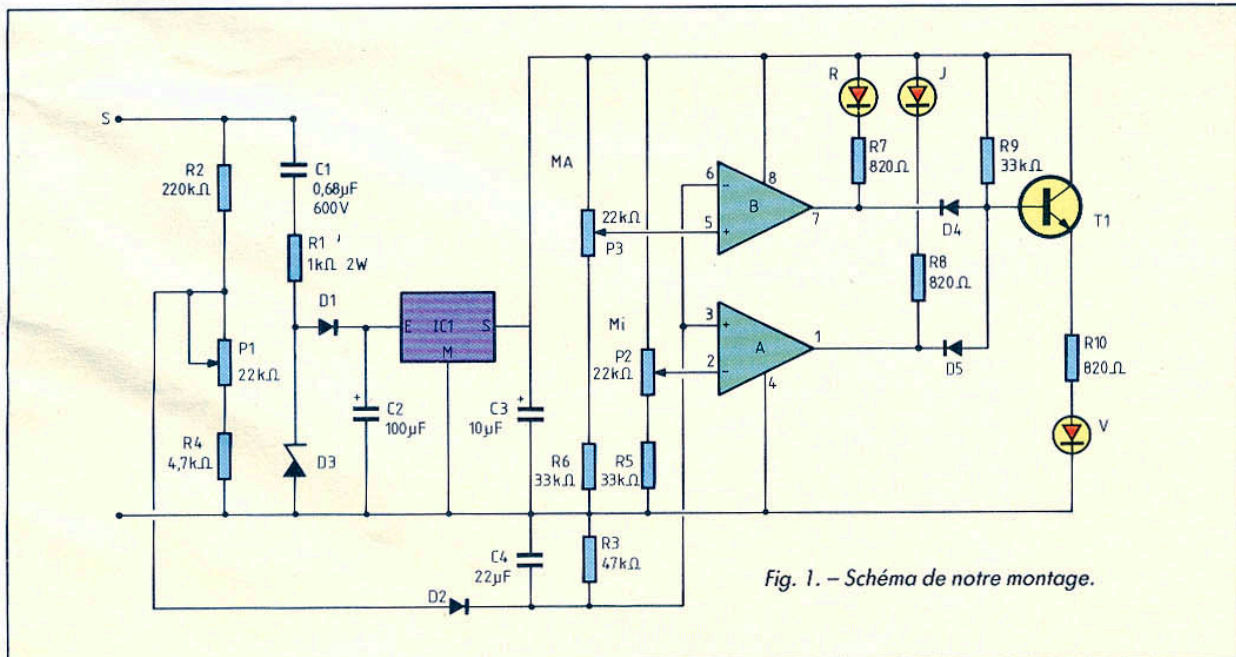 S
R2
220kΩ
C1
0,68µF
600V
R1
1kΩ 2W
D1
P1
22kΩ
R4
4,7kΩ
D3
E IC1 S
M
+
C2
100µF
+
C3
10µF
MA
22kΩ
P3
Mi
P2
22kΩ
R6
33kΩ
R5
33kΩ
C4
22µF
R3
47kΩ
D2
6 -
5 +
B
8
7
3 +
2 -
A
1
4
R
J
R7
820Ω
R8
820Ω
R9
33kΩ
D4
D5
T1
R10
820Ω
V
Fig. 1. – Schéma de notre montage.